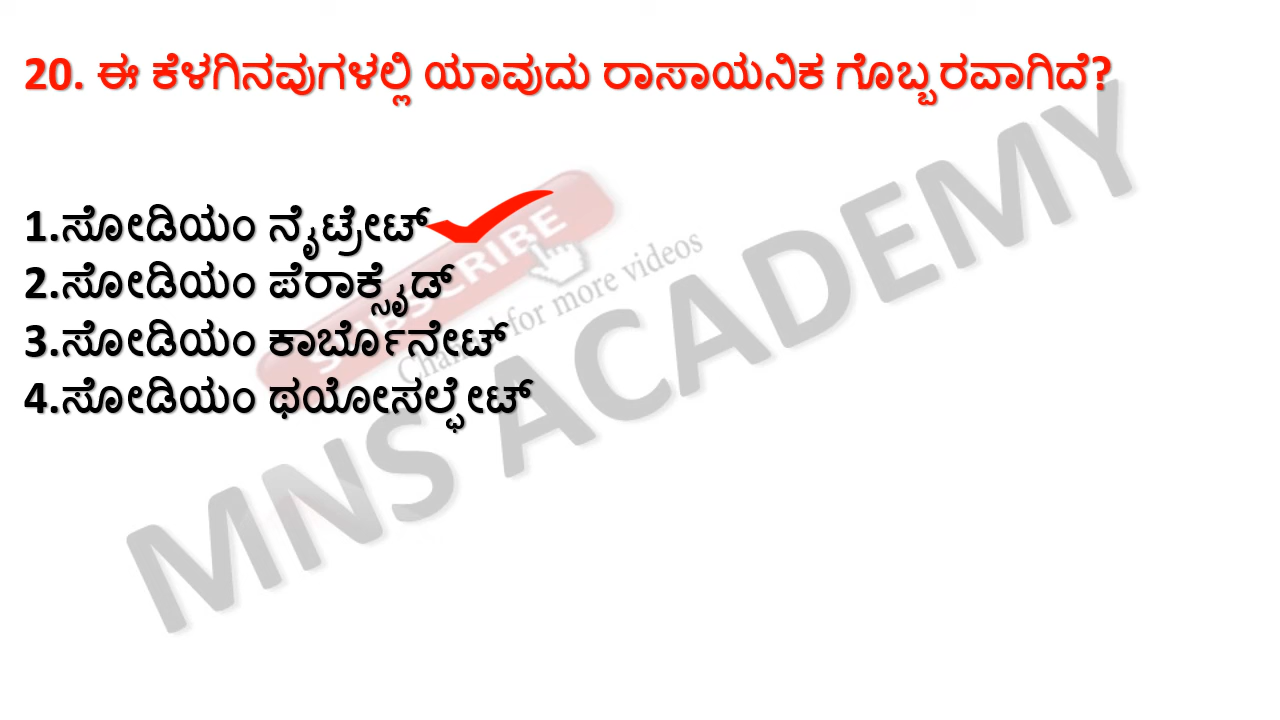 20. ಈ ಕೆಳಗಿನವುಗಳಲ್ಲಿ ಯಾವುದು ರಾಸಾಯನಿಕ ಗೊಬ್ಬರವಾಗಿದೆ?
1.ಸೋಡಿಯಂ ನೈಟ್ರೇಟ್
2.ಸೋಡಿಯಂ ಪೆರಾಕ್ಸೈಡ್
3.ಸೋಡಿಯಂ ಕಾರ್ಬೊನೇಟ್
4.ಸೋಡಿಯಂ ಥಯೋಸಲ್ಫೇಟ್
SUBSCRIBE
Channel for more videos
MNS ACADEMY